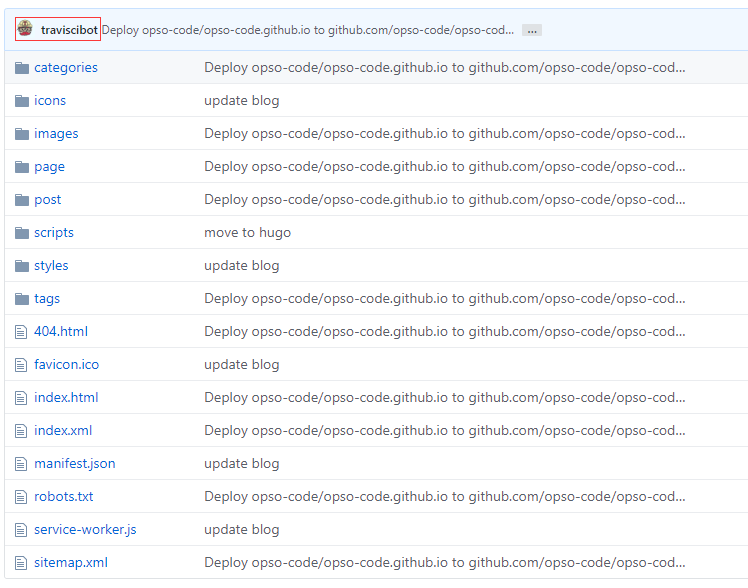 traviscibot Deploy opso-code/opso-code.github.io to github.com/opso-code/opso-cod... ...
categories Deploy opso-code/opso-code.github.io to github.com/opso-code/opso-cod...
icons update blog
images Deploy opso-code/opso-code.github.io to github.com/opso-code/opso-cod...
page Deploy opso-code/opso-code.github.io to github.com/opso-code/opso-cod...
post Deploy opso-code/opso-code.github.io to github.com/opso-code/opso-cod...
scripts move to hugo
styles update blog
tags Deploy opso-code/opso-code.github.io to github.com/opso-code/opso-cod...
404.html Deploy opso-code/opso-code.github.io to github.com/opso-code/opso-cod...
favicon.ico update blog
index.html Deploy opso-code/opso-code.github.io to github.com/opso-code/opso-cod...
index.xml Deploy opso-code/opso-code.github.io to github.com/opso-code/opso-cod...
manifest.json update blog
robots.txt Deploy opso-code/opso-code.github.io to github.com/opso-code/opso-cod...
service-worker.js update blog
sitemap.xml Deploy opso-code/opso-code.github.io to github.com/opso-code/opso-cod...